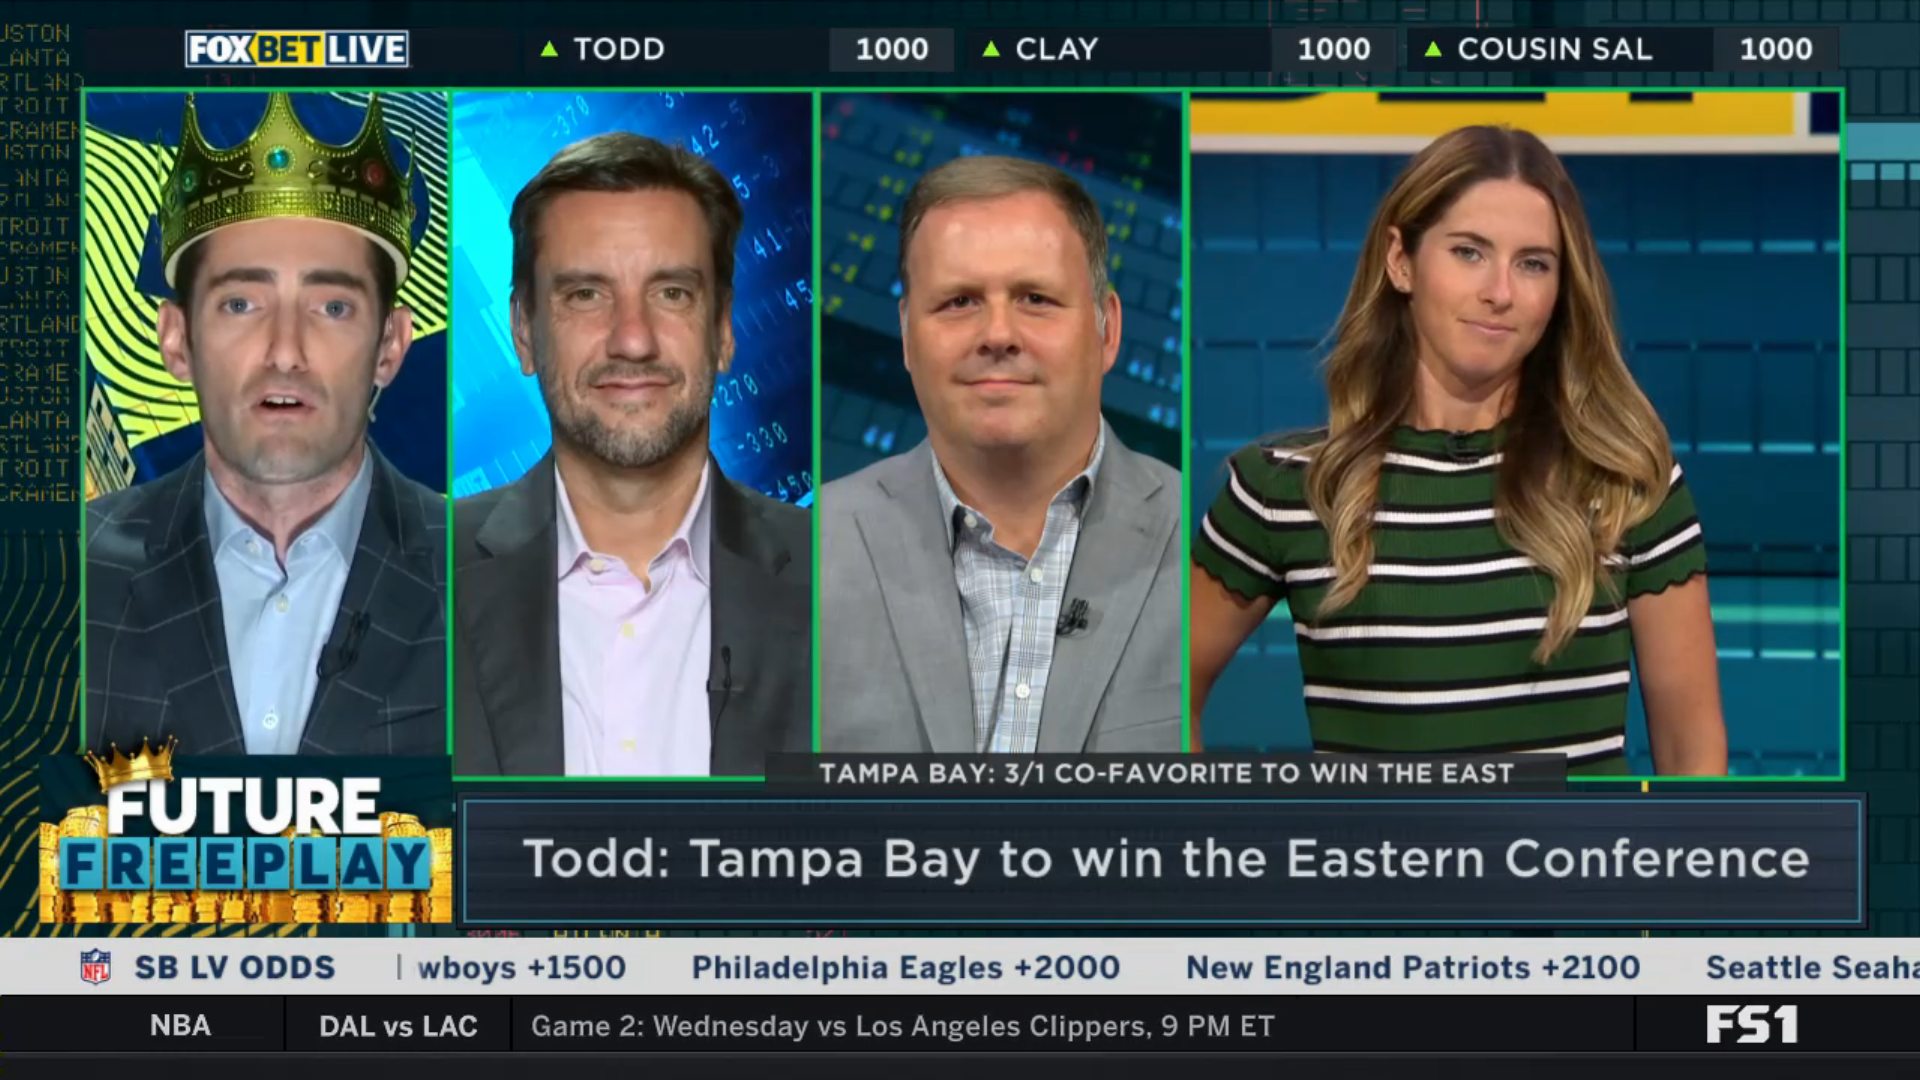 FOX BET LIVE
TODD 1000
CLAY 1000
COUSIN SAL 1000
TAMPA BAY: 3/1 CO-FAVORITE TO WIN THE EAST
FUTURE
FREEPLAY
Todd: Tampa Bay to win the Eastern Conference
NFL
SB LV ODDS
wboys +1500 Philadelphia Eagles +2000 New England Patriots +2100 Seattle Seaha
NBA DAL vs LAC Game 2: Wednesday vs Los Angeles Clippers, 9 PM ET
FS1